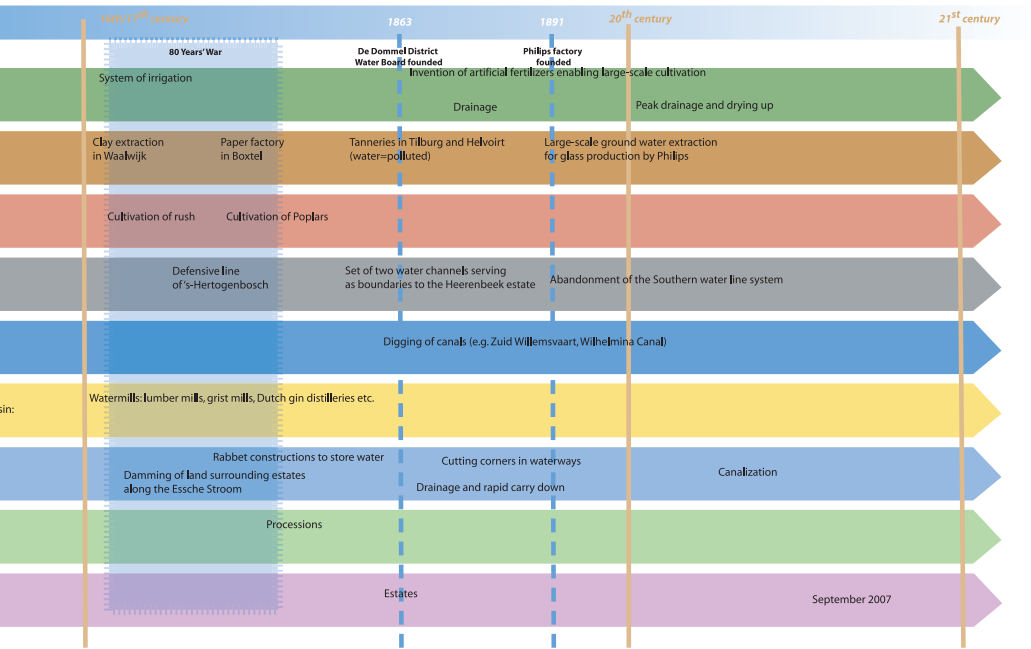 century
1863
1891
20th century
21st century
80 Years' War
De Dommel District
Water Board founded
Philips factory
founded
System of irrigation
Invention of artificial fertilizers enabling large-scale cultivation
Drainage
Peak drainage and drying up
Clay extraction
in Waalwijk
Paper factory
in Boxtel
Tanneries in Tilburg and Helvoirt
(water=polluted)
Large-scale ground water extraction
for glass production by Philips
Cultivation of rush
Cultivation of Poplars
Defensive line
of 's-Hertogenbosch
Set of two water channels serving
as boundaries to the Heerenbeek estate
Abandonment of the Southern water line system
Digging of canals (e.g. Zuid Willemsvaart, Wilhelmina Canal)
Watermills: lumber mills, grist mills, Dutch gin distilleries etc.
sin:
Rabbet constructions to store water
Damming of land surrounding estates
along the Essche Stroom
Cutting corners in waterways
Drainage and rapid carry down
Canalization
Processions
Estates
September 2007